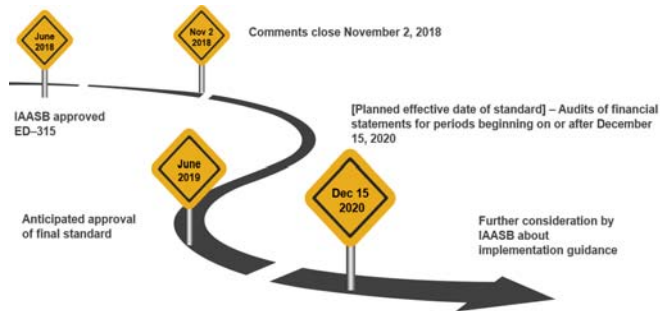 June
2018
Nov 2
2018
Comments close November 2, 2018
IAASB approved
ED–315
[Planned effective date of standard] – Audits of financial
statements for periods beginning on or after December
15, 2020
June
2019
Dec 15
2020
Anticipated approval
of final standard
Further consideration by
IAASB about
implementation guidance